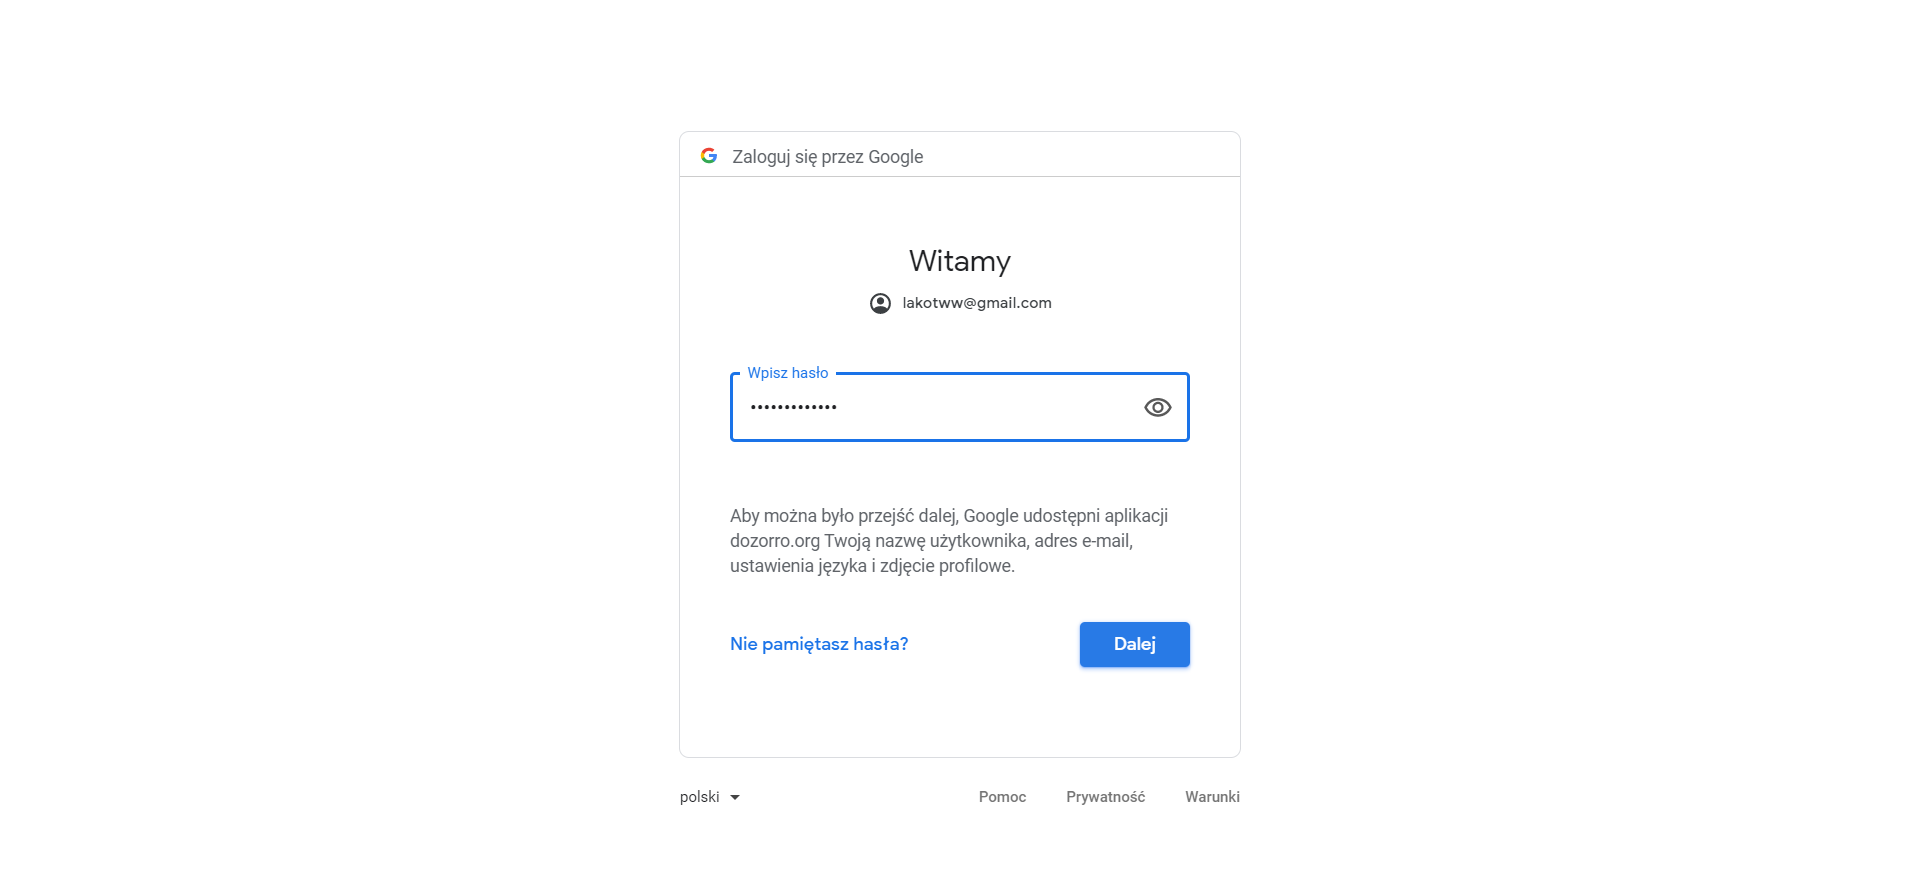 Zaloguj się przez Google
Witamy
lakotww@gmail.com
Wpisz hasło
•••••••••••••
Aby można było przejść dalej, Google udostępni aplikacji
dozorro.org Twoją nazwę użytkownika, adres e-mail,
ustawienia języka i zdjęcie profilowe.
Nie pamiętasz hasła?
Dalej
polski
Pomoc
Prywatność
Warunki